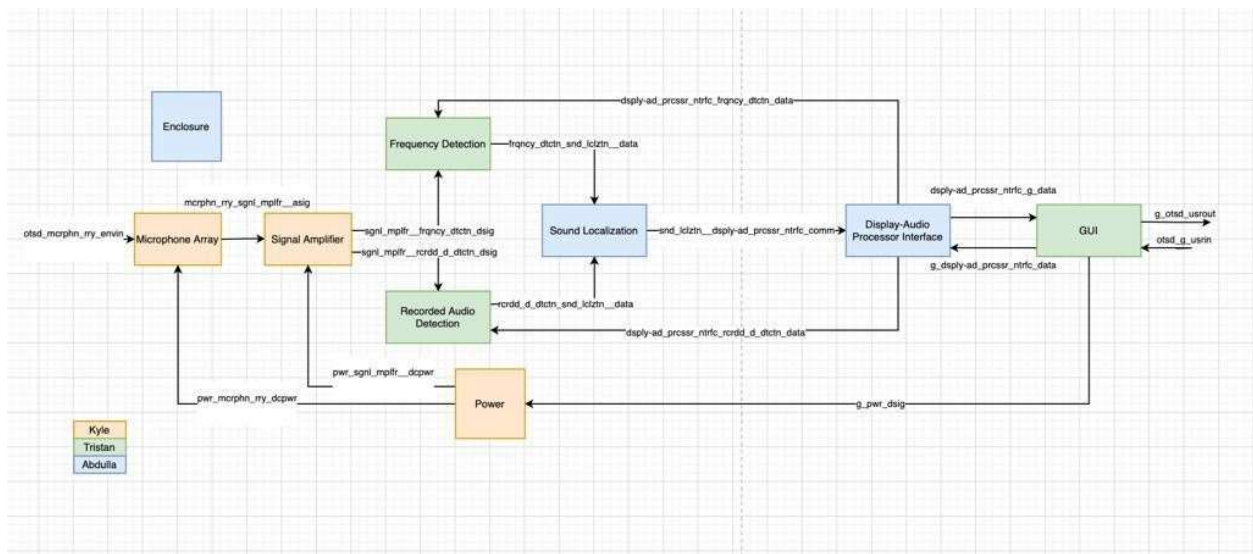 dsply-ad_prcssr_ntrfc_frqncy_dtctn_data
Enclosure
Frequency Detection
frqncy_dtctn_snd_lclztn__data
mcrphn_rry_sgnl_mplfr__asig
dsply-ad_prcssr_ntrfc_g_data
otsd_mcrphn_rry_envin
Microphone Array
Signal Amplifier
sgnl_mplfr__frqncy_dtctn_dsig
sgnl_mplfr__rcrdd_d_dtctn_dsig
Sound Localization
snd_lclztn__dsply-ad_prcssr_ntrfc_comm
Display-Audio
Processor Interface
GUI
g_otsd_usrout
otsd_g_usrin
g_dsply-ad_prcssr_ntrfc_data
Recorded Audio
Detection
rcrdd_d_dtctn_snd_lclztn__data
dsply-ad_prcssr_ntrfc_rcrdd_d_dtctn_data
pwr_sgnl_mplfr__dcpwr
pwr_mcrphn_rry_dcpwr
Power
g_pwr_dsig
Kyle
Tristan
Abdulla